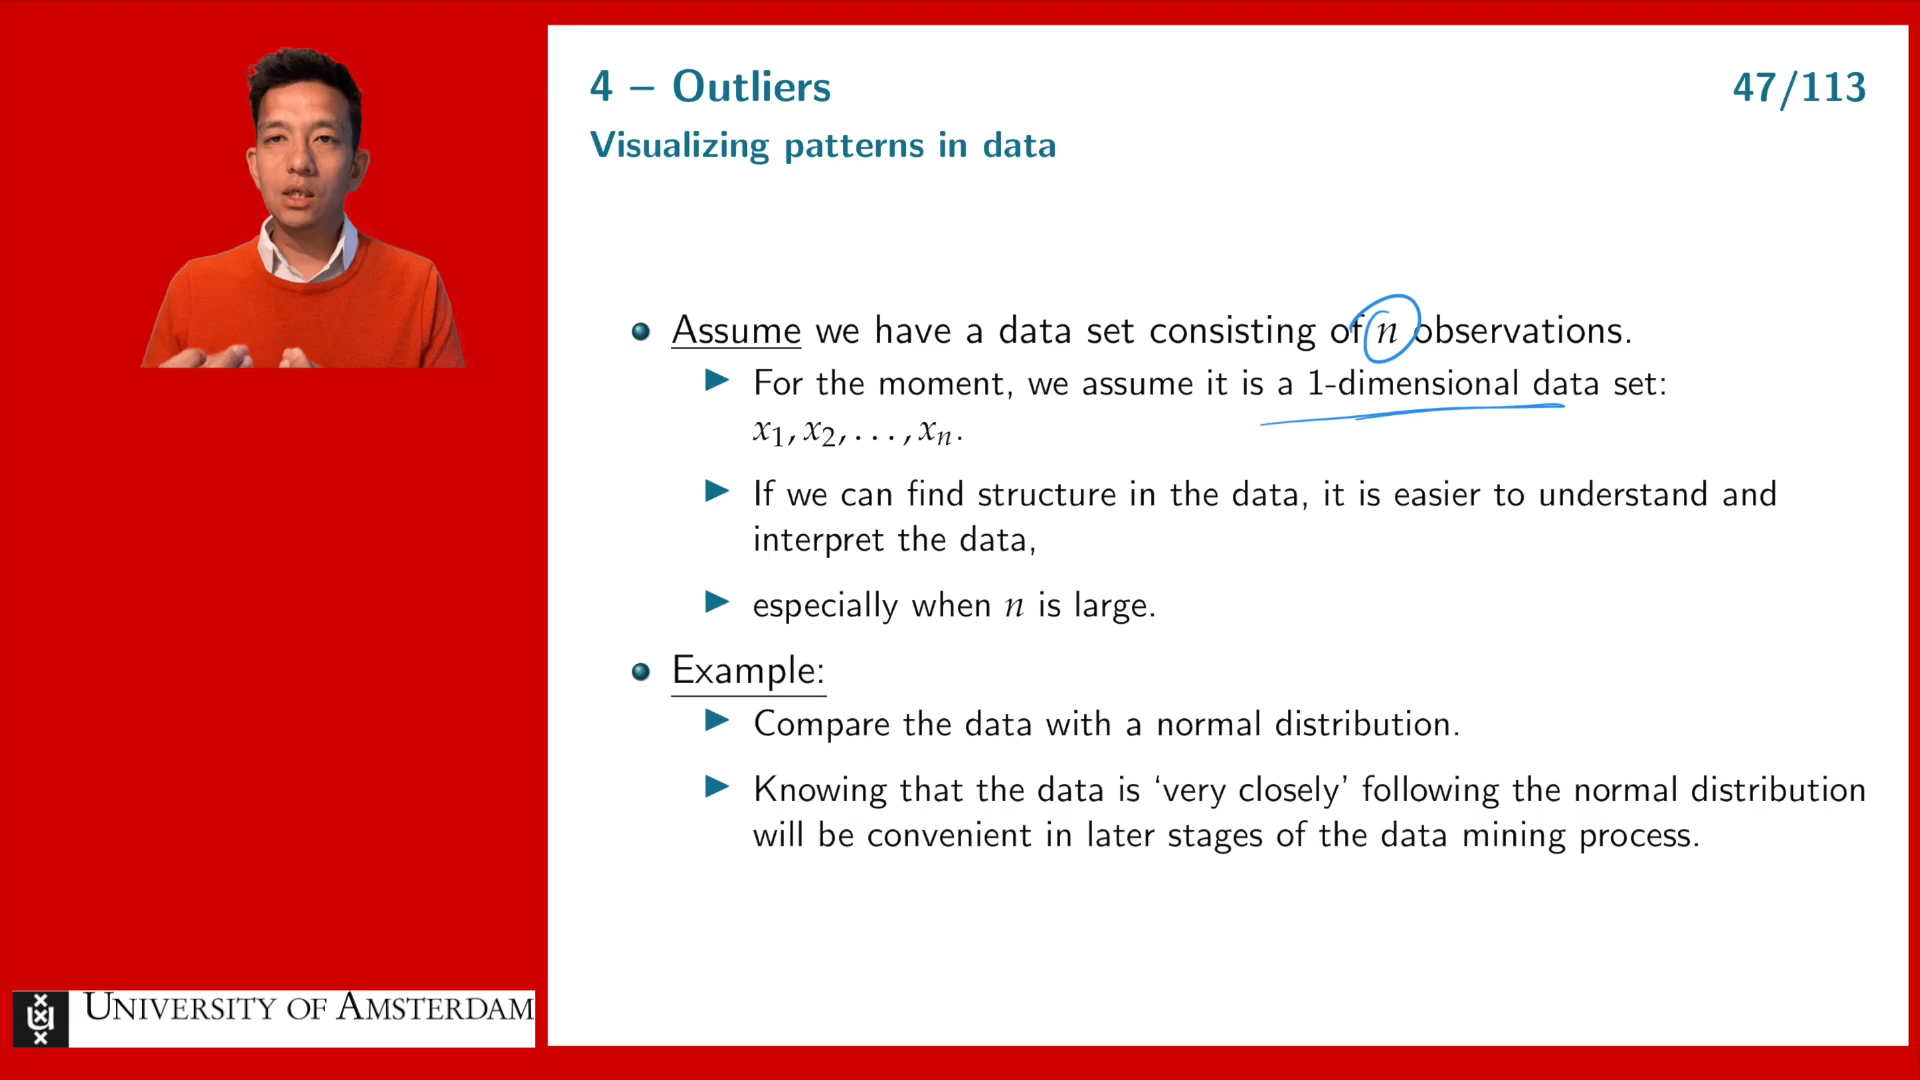 4 – Outliers
47/113
Visualizing patterns in data
Assume we have a data set consisting of n observations.
For the moment, we assume it is a 1-dimensional data set:
x₁, x₂, . . . , xₙ.
If we can find structure in the data, it is easier to understand and
interpret the data,
especially when n is large.
Example:
Compare the data with a normal distribution.
Knowing that the data is ‘very closely’ following the normal distribution
will be convenient in later stages of the data mining process.
UNIVERSITY OF AMSTERDAM